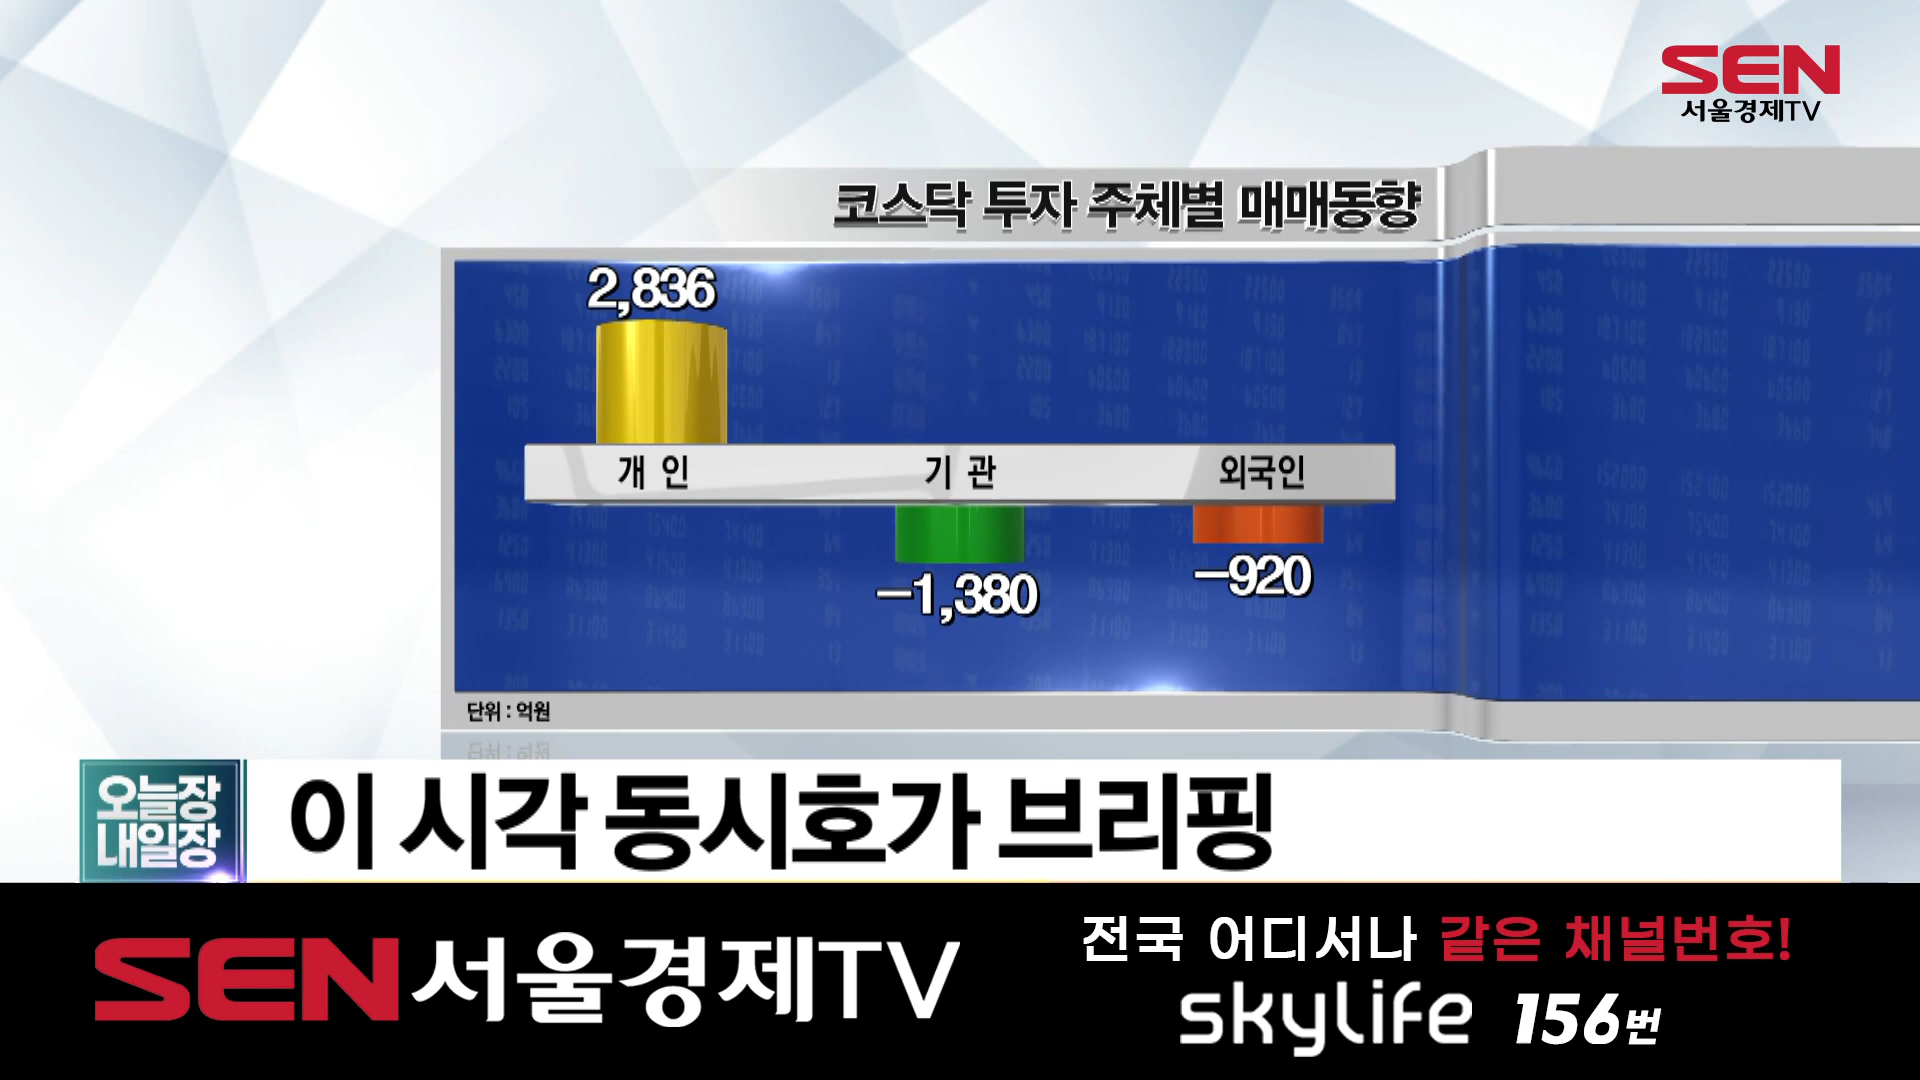 SEN
서울경제TV
코스닥 투자 주체별 매매동향
2,836
개 인
기 관
외국인
-1,380
-920
단위 : 억원
오늘장
내일장
이 시각 동시호가 브리핑
SEN서울경제TV
전국 어디서나 같은 채널번호!
skylife 156번